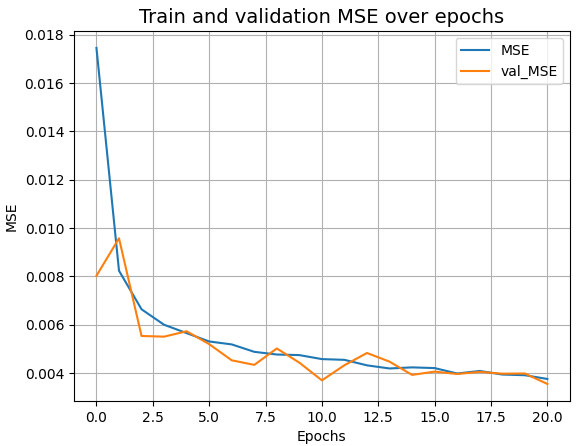 Train and validation MSE over epochs
MSE
val_MSE
0.018
0.016
0.014
0.012
0.010
0.008
0.006
0.004
MSE
0.0 2.5 5.0 7.5 10.0 12.5 15.0 17.5 20.0
Epochs